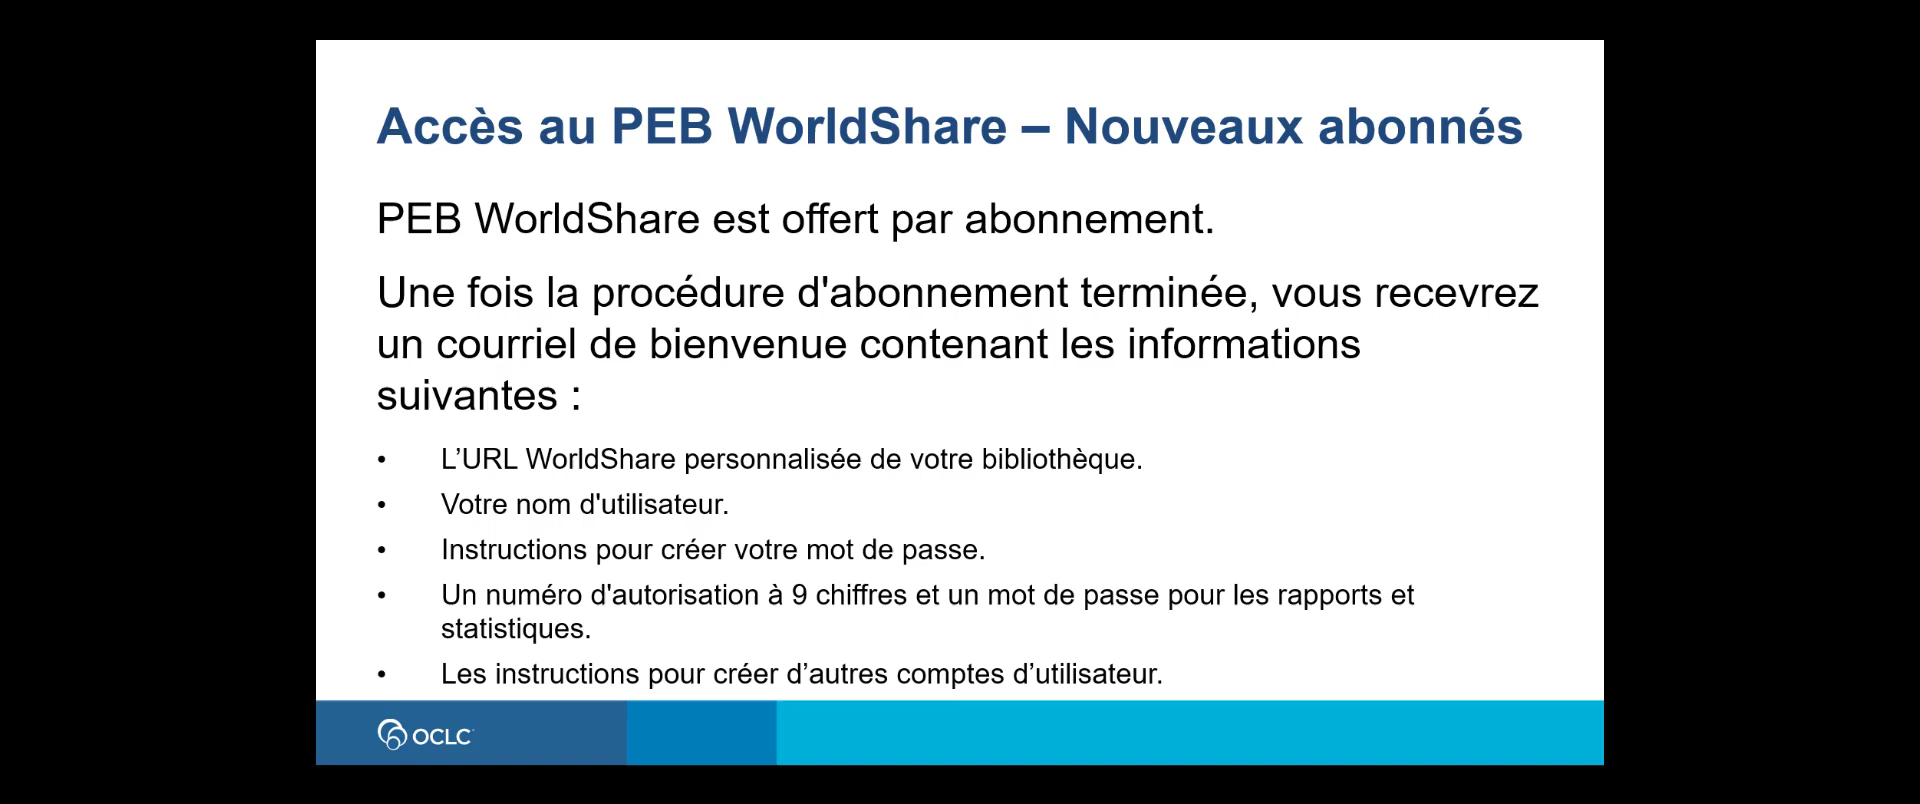 Accès au PEB WorldShare – Nouveaux abonnés
PEB WorldShare est offert par abonnement.
Une fois la procédure d'abonnement terminée, vous recevrez
un courriel de bienvenue contenant les informations
suivantes :
• L’URL WorldShare personnalisée de votre bibliothèque.
• Votre nom d'utilisateur.
• Instructions pour créer votre mot de passe.
• Un numéro d'autorisation à 9 chiffres et un mot de passe pour les rapports et
statistiques.
• Les instructions pour créer d’autres comptes d’utilisateur.
OCLC